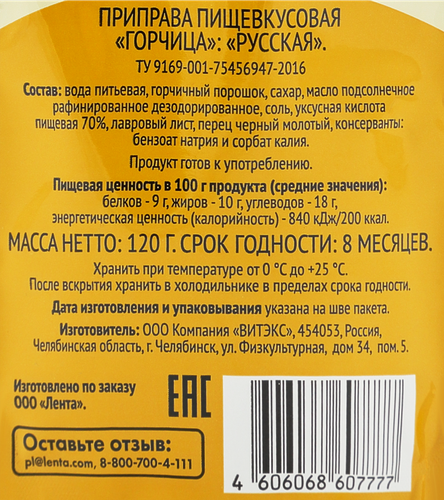 ПРИПРАВА ПИЩЕВКУСОВАЯ
«ГОРЧИЦА»: «РУССКАЯ».
ТУ 9169-001-75456947-2016
Состав: вода питьевая, горчичный порошок, сахар, масло подсолнечное
рафинированное дезодорированное, соль, уксусная кислота
пищевая 70%, лавровый лист, перец черный молотый, консерванты:
бензоат натрия и сорбат калия.
Продукт готов к употреблению.
Пищевая ценность в 100 г продукта (средние значения):
белков - 9 г, жиров - 10 г, углеводов - 18 г,
энергетическая ценность (калорийность) - 840 кДж/200 ккал.
МАССА НЕТТО: 120 Г. СРОК ГОДНОСТИ: 8 МЕСЯЦЕВ.
Хранить при температуре от 0 °С до +25 °С.
После вскрытия хранить в холодильнике в пределах срока годности.
Дата изготовления и упаковывания указана на шве пакета.
Изготовитель: ООО Компания «ВИТЭКС», 454053, Россия,
Челябинская область, г. Челябинск, ул. Физкультурная, дом 34, пом. 5.
Изготовлено по заказу
ООО «Лента».
ЕАС
Оставьте отзыв:
pl@lenta.com, 8-800-700-4-111
4 606068 607777